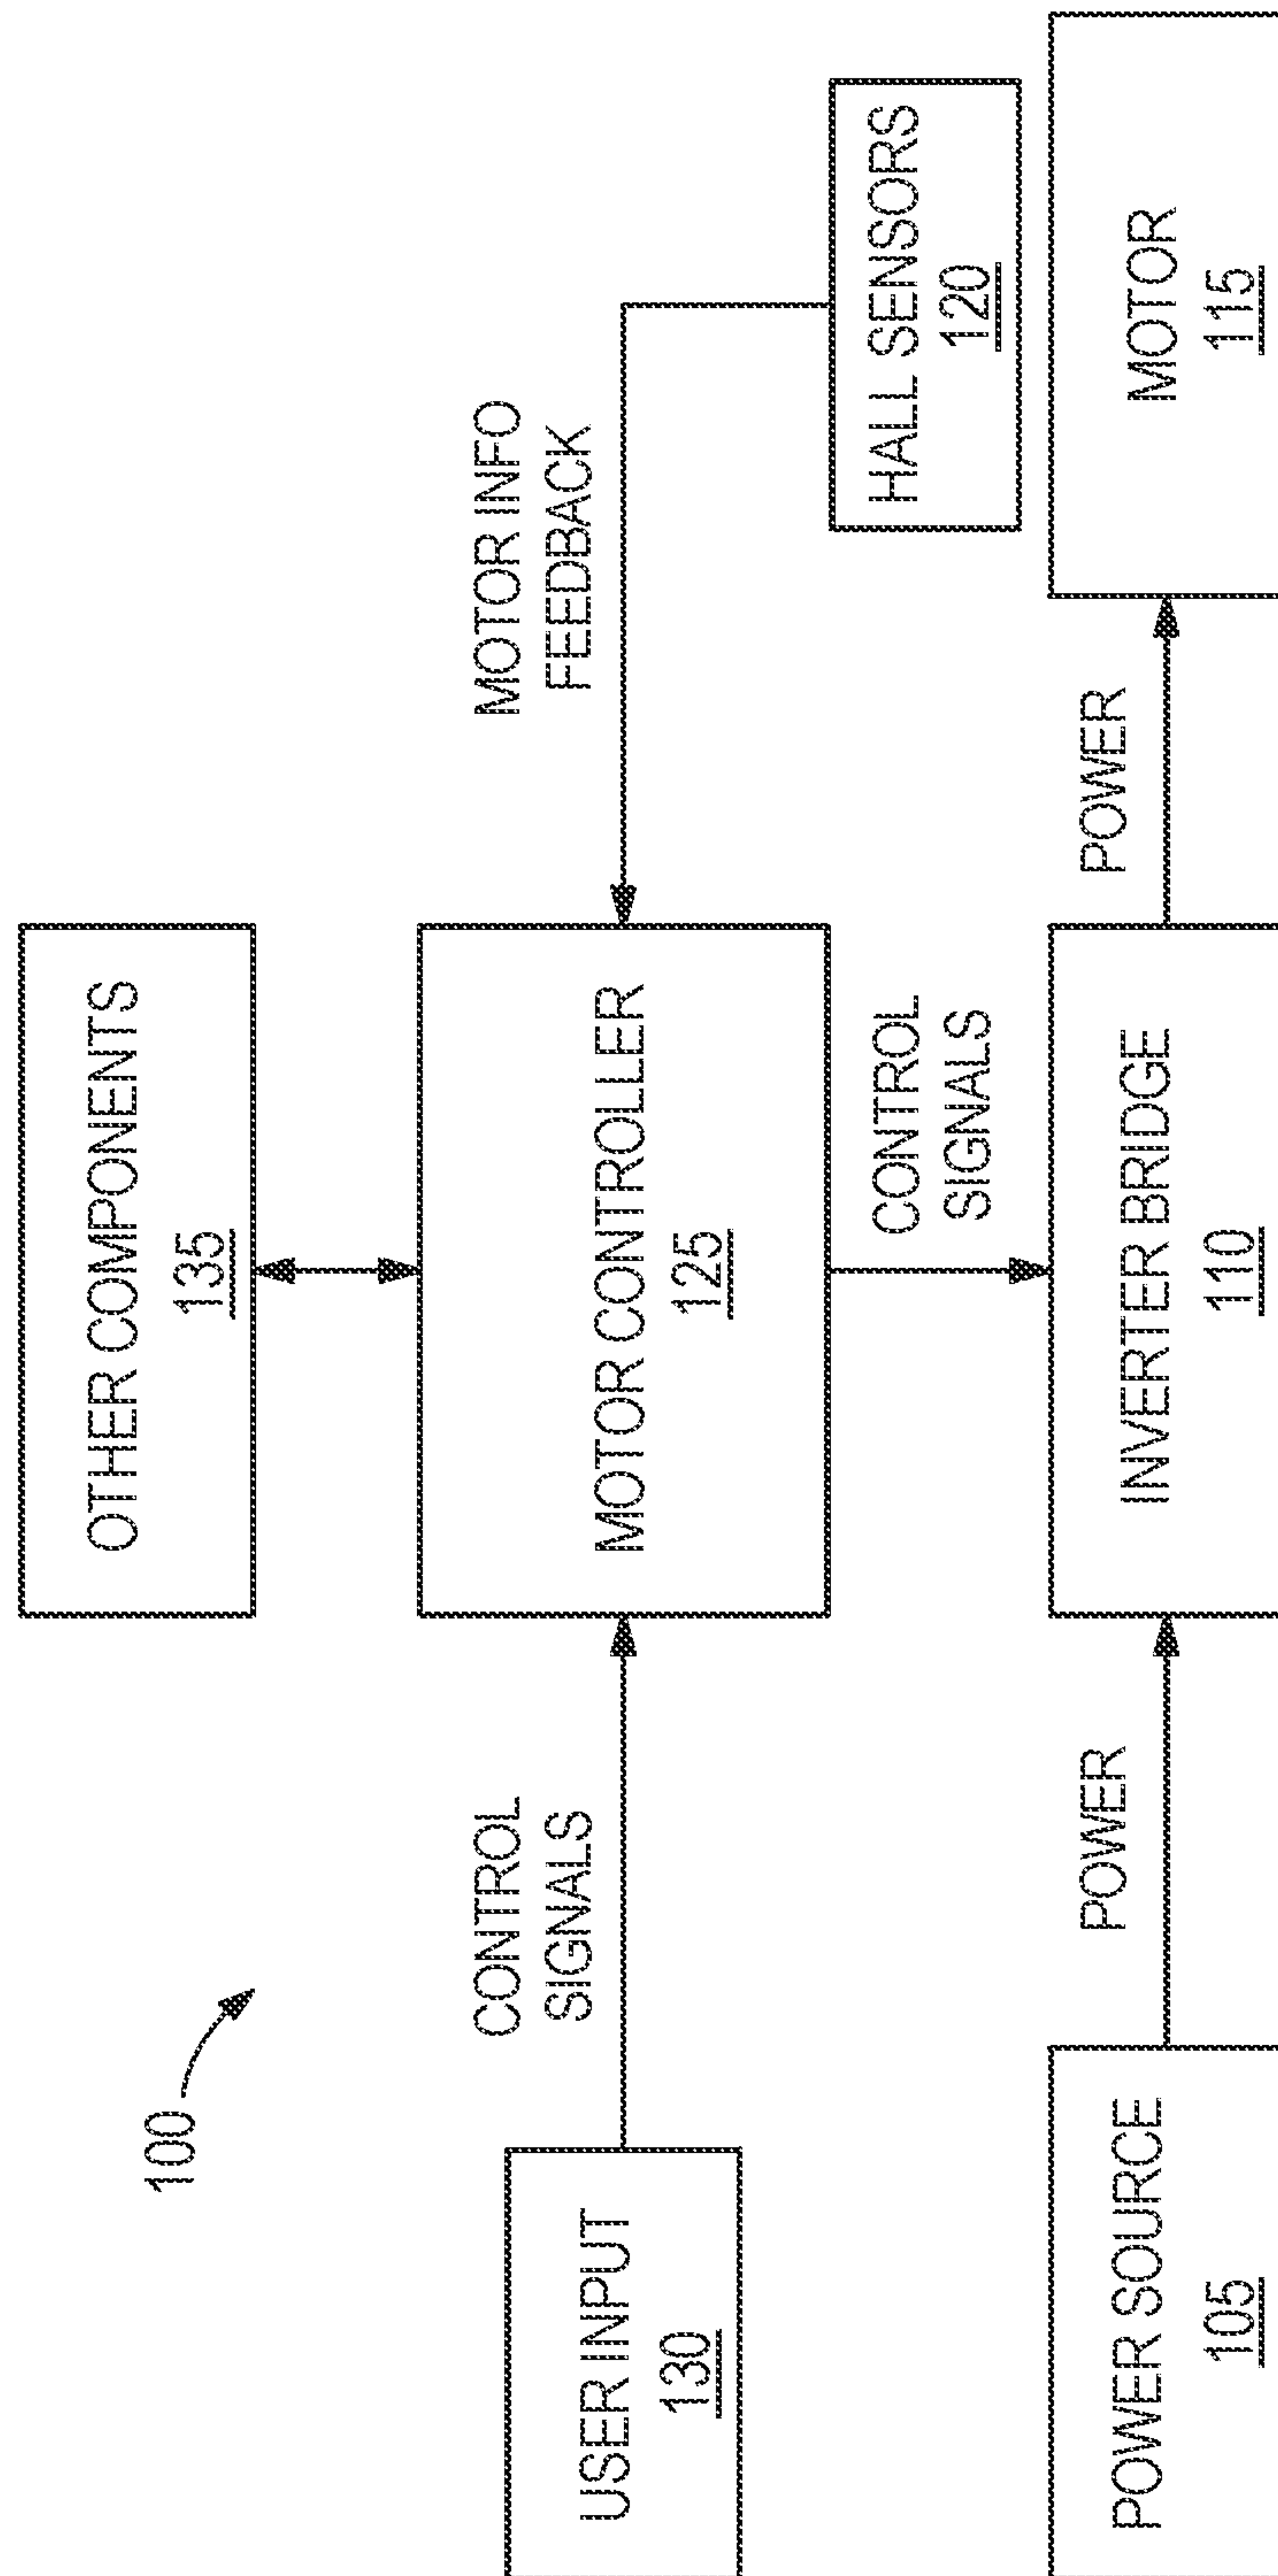 100
OTHER COMPONENTS
135
USER INPUT
130
CONTROL
SIGNALS
MOTOR CONTROLLER
125
MOTOR INFO
FEEDBACK
CONTROL
SIGNALS
HALL SENSORS
120
POWER SOURCE
105
POWER
INVERTER BRIDGE
110
POWER
MOTOR
115